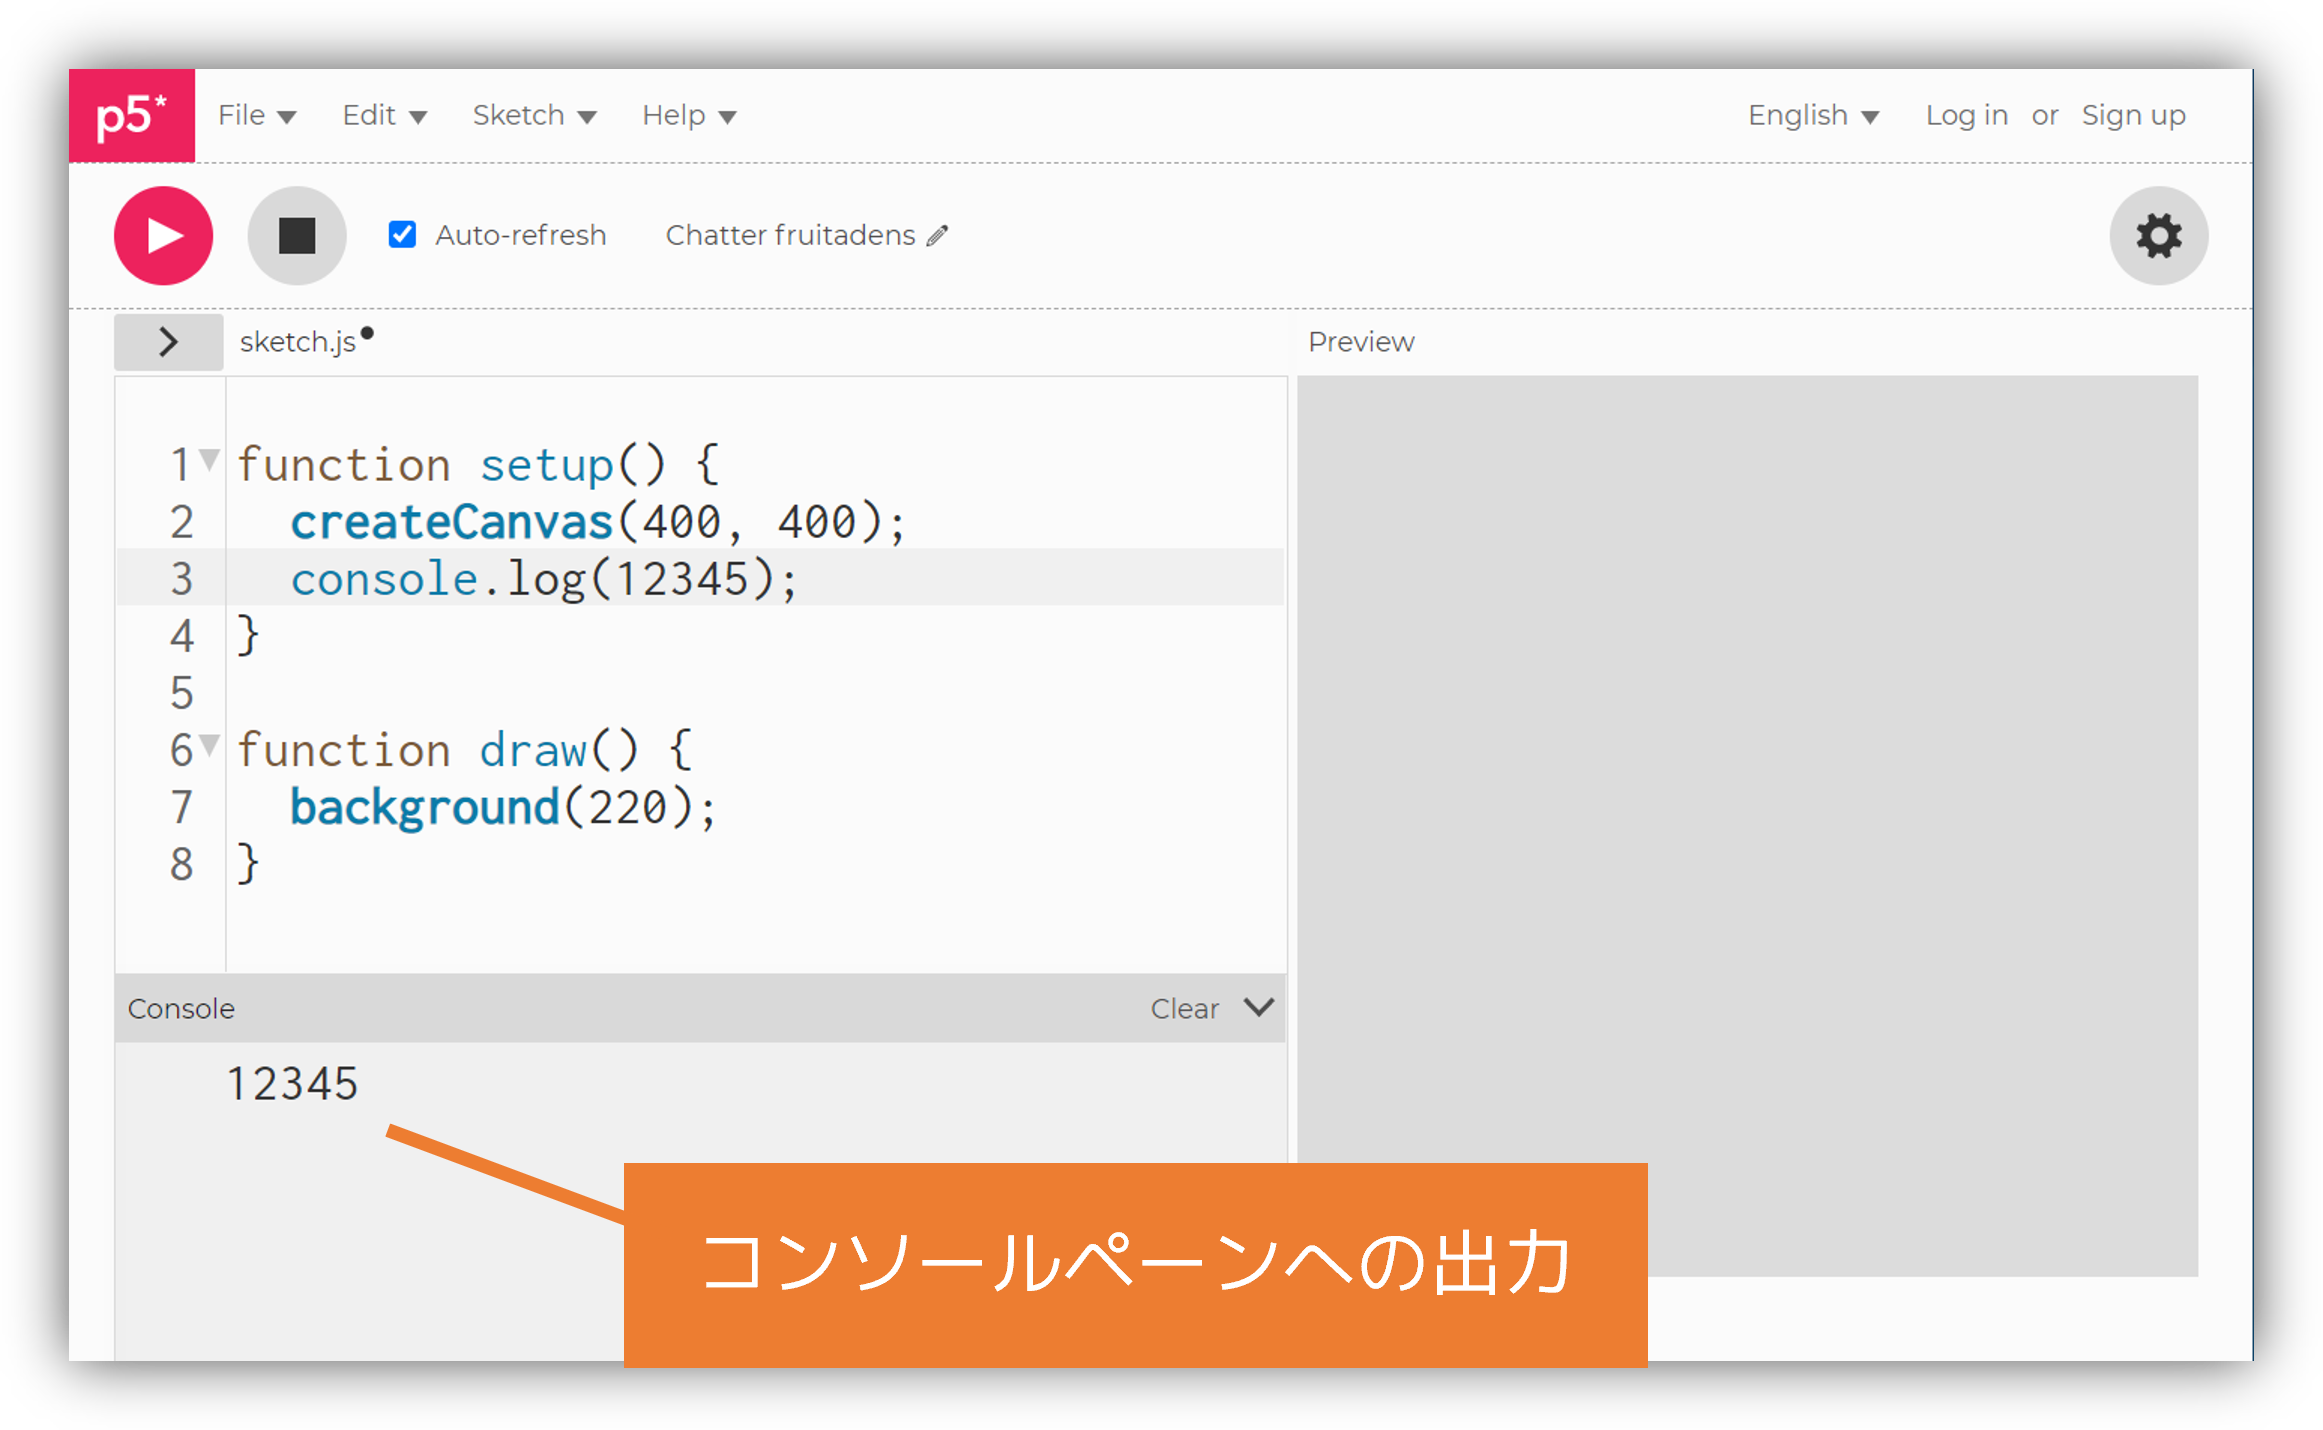 p5*
File Edit Sketch Help English Log in or Sign up
Auto-refresh Chatter fruitadens
sketch.js
Preview
1 function setup() {
2 createCanvas(400, 400);
3 console.log(12345);
4 }
5
6 function draw() {
7 background(220);
8 }
Console Clear
12345
コンソールペーンへの出力